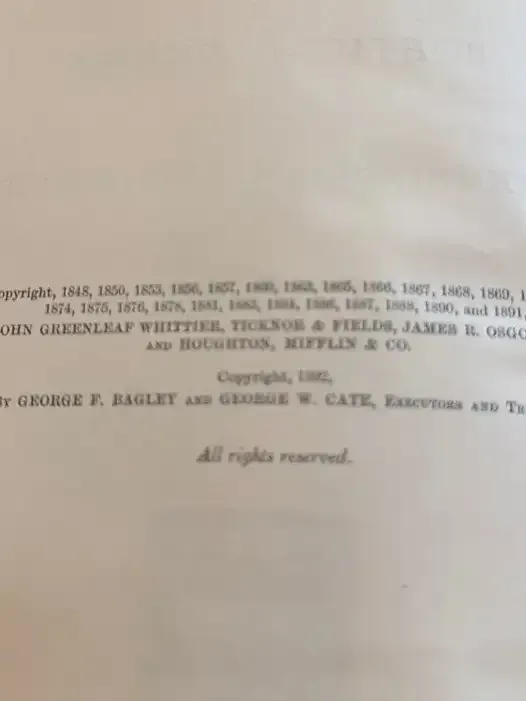 opyright, 1848, 1850, 1853, 1856, 1857, 1860, 1863, 1865, 1866, 1867, 1868, 1869, 1
1874, 1875, 1876, 1878, 1881, 1883, 1884, 1886, 1887, 1888, 1890, and 1891,
OHN GREENLEAF WHITTIER, TICKNOR & FIELDS, JAMES R. OSGO
AND HOUGHTON, MIFFLIN & CO.
Copyright, 1892,
BY GEORGE F. BAGLEY AND GEORGE W. CATE, EXECUTORS AND TR
All rights reserved.